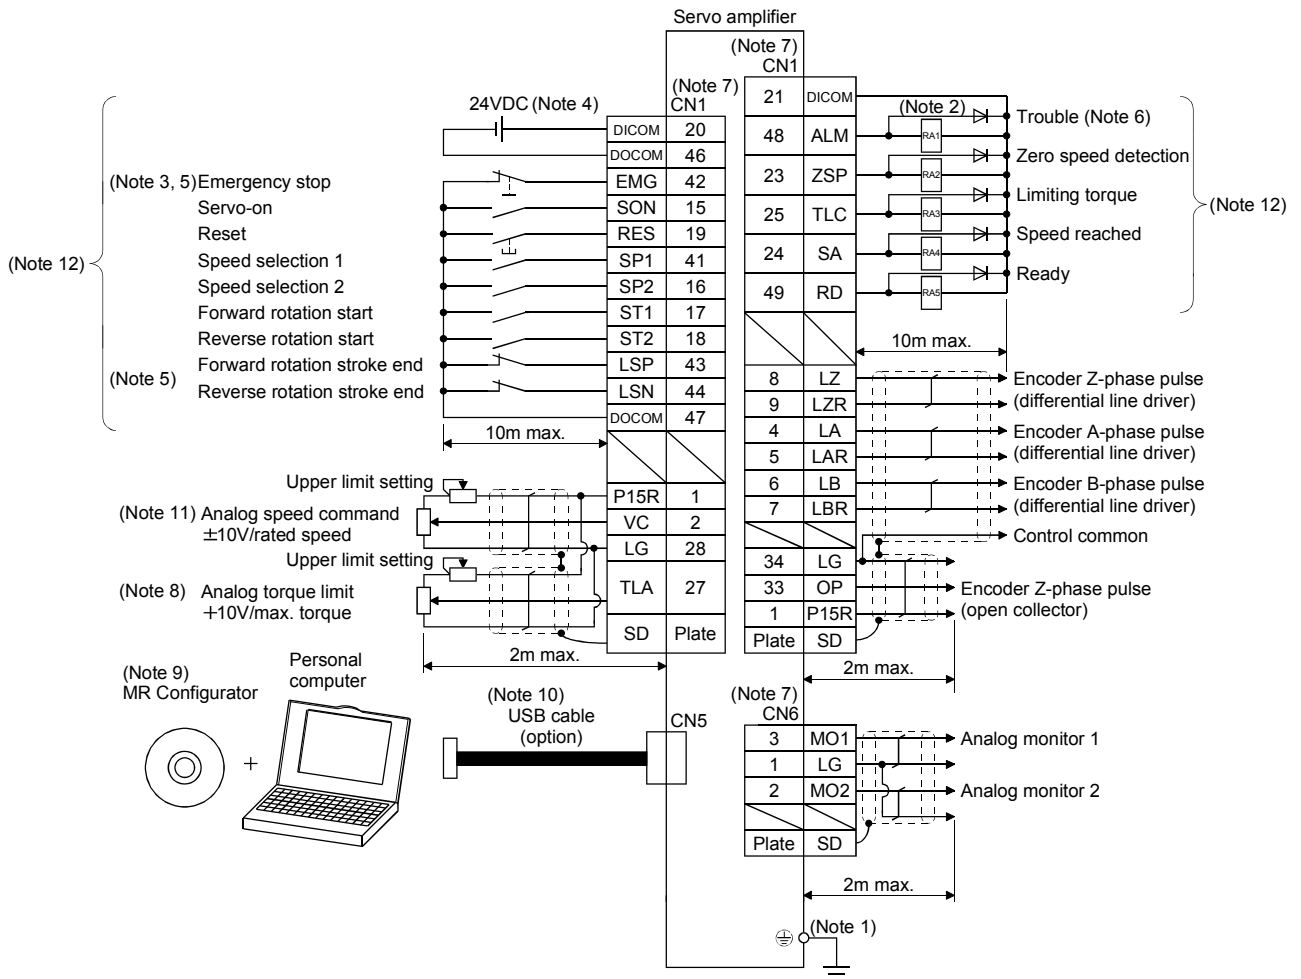 Servo amplifier
(Note 7)
CN1
24VDC (Note 4)
DICOM 20
DOCOM 46
(Note 3, 5) Emergency stop EMG 42
Servo-on SON 15
Reset RES 19
Speed selection 1 SP1 41
Speed selection 2 SP2 16
Forward rotation start ST1 17
Reverse rotation start ST2 18
Forward rotation stroke end LSP 43
(Note 5)
Reverse rotation stroke end LSN 44
DOCOM 47
(Note 12)
10m max.
Upper limit setting
P15R 1
(Note 11) Analog speed command
±10V/rated speed
VC 2
LG 28
Upper limit setting
(Note 8) Analog torque limit
+10V/max. torque
TLA 27
SD Plate
2m max.
(Note 9)
MR Configurator
+
Personal
computer
(Note 10)
USB cable
(option)
CN5
(Note 7)
CN1
21 DICOM
(Note 2)
48 ALM RA1 Trouble (Note 6)
23 ZSP RA2 Zero speed detection
25 TLC RA3 Limiting torque
24 SA RA4 Speed reached
49 RD RA5 Ready
(Note 12)
10m max.
8 LZ Encoder Z-phase pulse
9 LZR (differential line driver)
4 LA Encoder A-phase pulse
5 LAR (differential line driver)
6 LB Encoder B-phase pulse
7 LBR (differential line driver)
Control common
34 LG
33 OP Encoder Z-phase pulse
(open collector)
1 P15R
Plate SD
2m max.
(Note 7)
CN6
3 MO1 Analog monitor 1
1 LG
2 MO2 Analog monitor 2
Plate SD
2m max.
(Note 1)